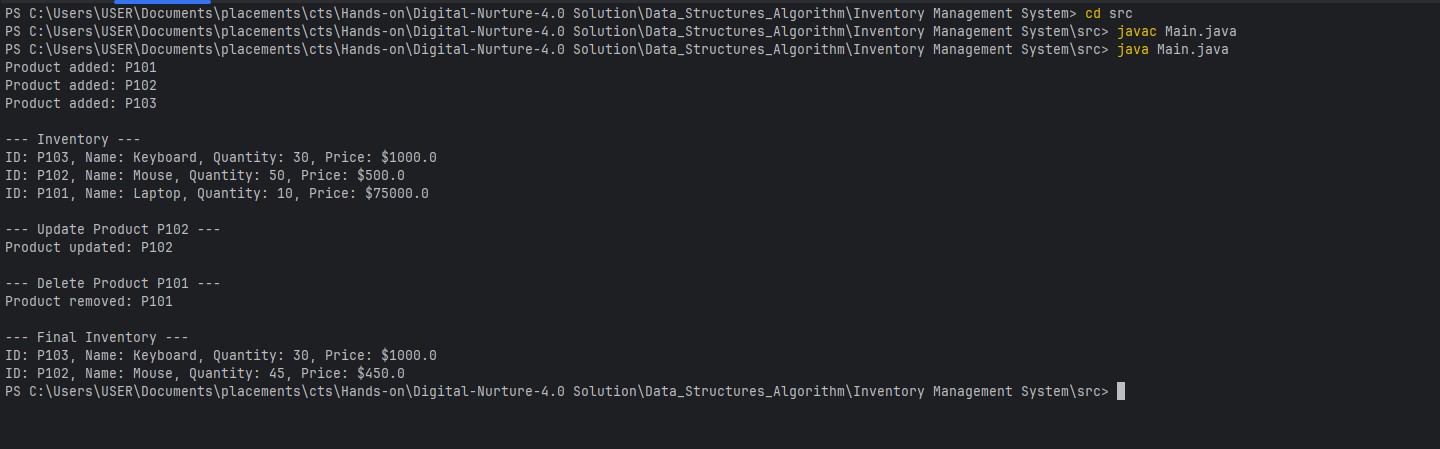 PS C:\Users\USER\Documents\placements\cts\Hands-on\Digital-Nurture-4.0 Solution\Data_Structures_Algorithm\Inventory Management System> cd src
PS C:\Users\USER\Documents\placements\cts\Hands-on\Digital-Nurture-4.0 Solution\Data_Structures_Algorithm\Inventory Management System\src> javac Main.java
PS C:\Users\USER\Documents\placements\cts\Hands-on\Digital-Nurture-4.0 Solution\Data_Structures_Algorithm\Inventory Management System\src> java Main.java
Product added: P101
Product added: P102
Product added: P103
--- Inventory ---
ID: P103, Name: Keyboard, Quantity: 30, Price: $1000.0
ID: P102, Name: Mouse, Quantity: 50, Price: $500.0
ID: P101, Name: Laptop, Quantity: 10, Price: $75000.0
--- Update Product P102 ---
Product updated: P102
--- Delete Product P101 ---
Product removed: P101
--- Final Inventory ---
ID: P103, Name: Keyboard, Quantity: 30, Price: $1000.0
ID: P102, Name: Mouse, Quantity: 45, Price: $450.0
PS C:\Users\USER\Documents\placements\cts\Hands-on\Digital-Nurture-4.0 Solution\Data_Structures_Algorithm\Inventory Management System\src>